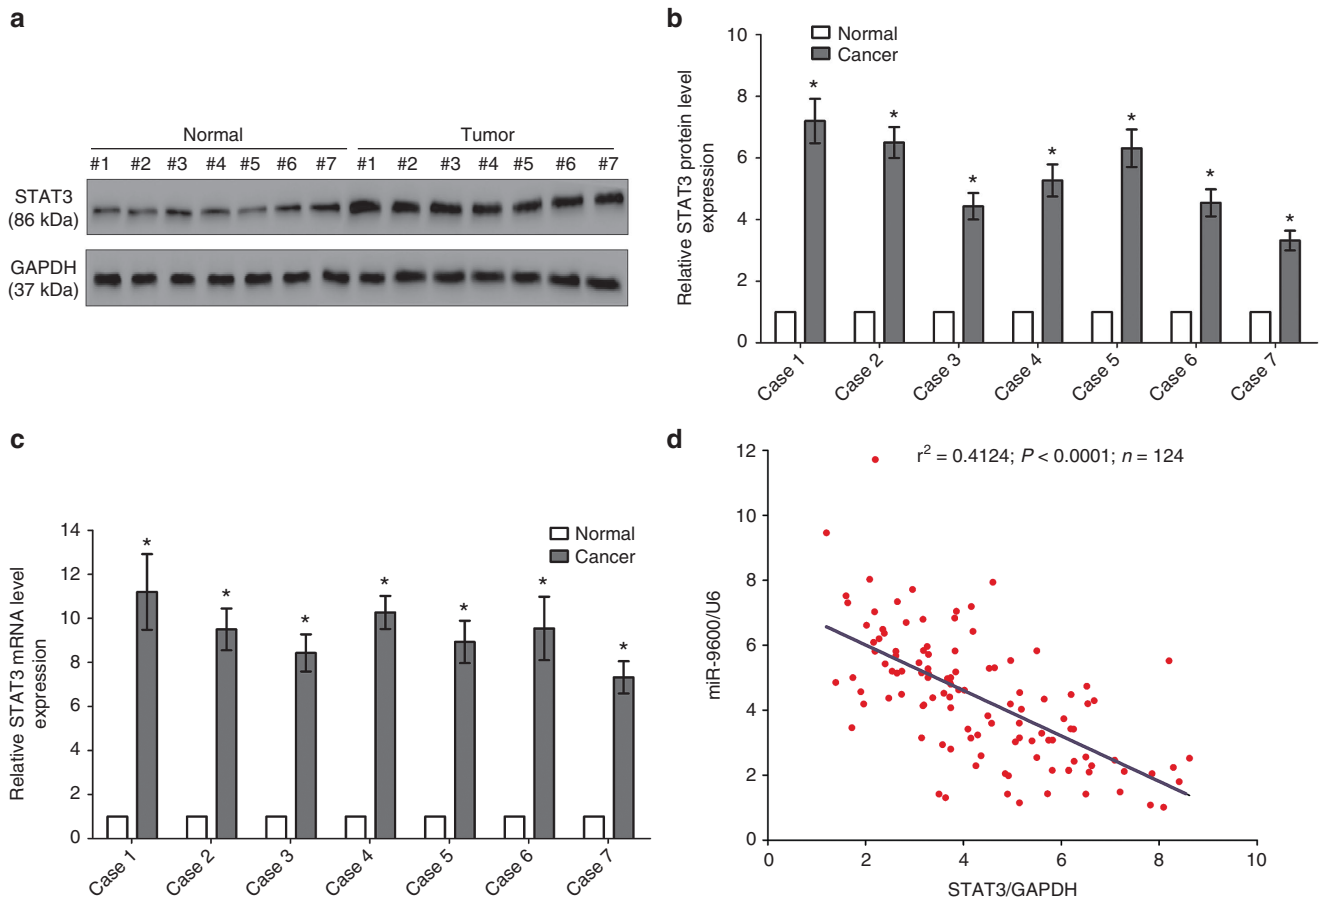 a
Normal Tumor
#1 #2 #3 #4 #5 #6 #7 #1 #2 #3 #4 #5 #6 #7
STAT3
(86 kDa)
GAPDH
(37 kDa)
b
Normal
Cancer
Relative STAT3 protein level
expression
10
8
6
4
2
0
* * * * * * *
Case 1 Case 2 Case 3 Case 4 Case 5 Case 6 Case 7
c
Normal
Cancer
Relative STAT3 mRNA level
expression
14
12
10
8
6
4
2
0
* * * * * * *
Case 1 Case 2 Case 3 Case 4 Case 5 Case 6 Case 7
d
r² = 0.4124; P < 0.0001; n = 124
miR-9600/U6
12
10
8
6
4
2
0
0 2 4 6 8 10
STAT3/GAPDH